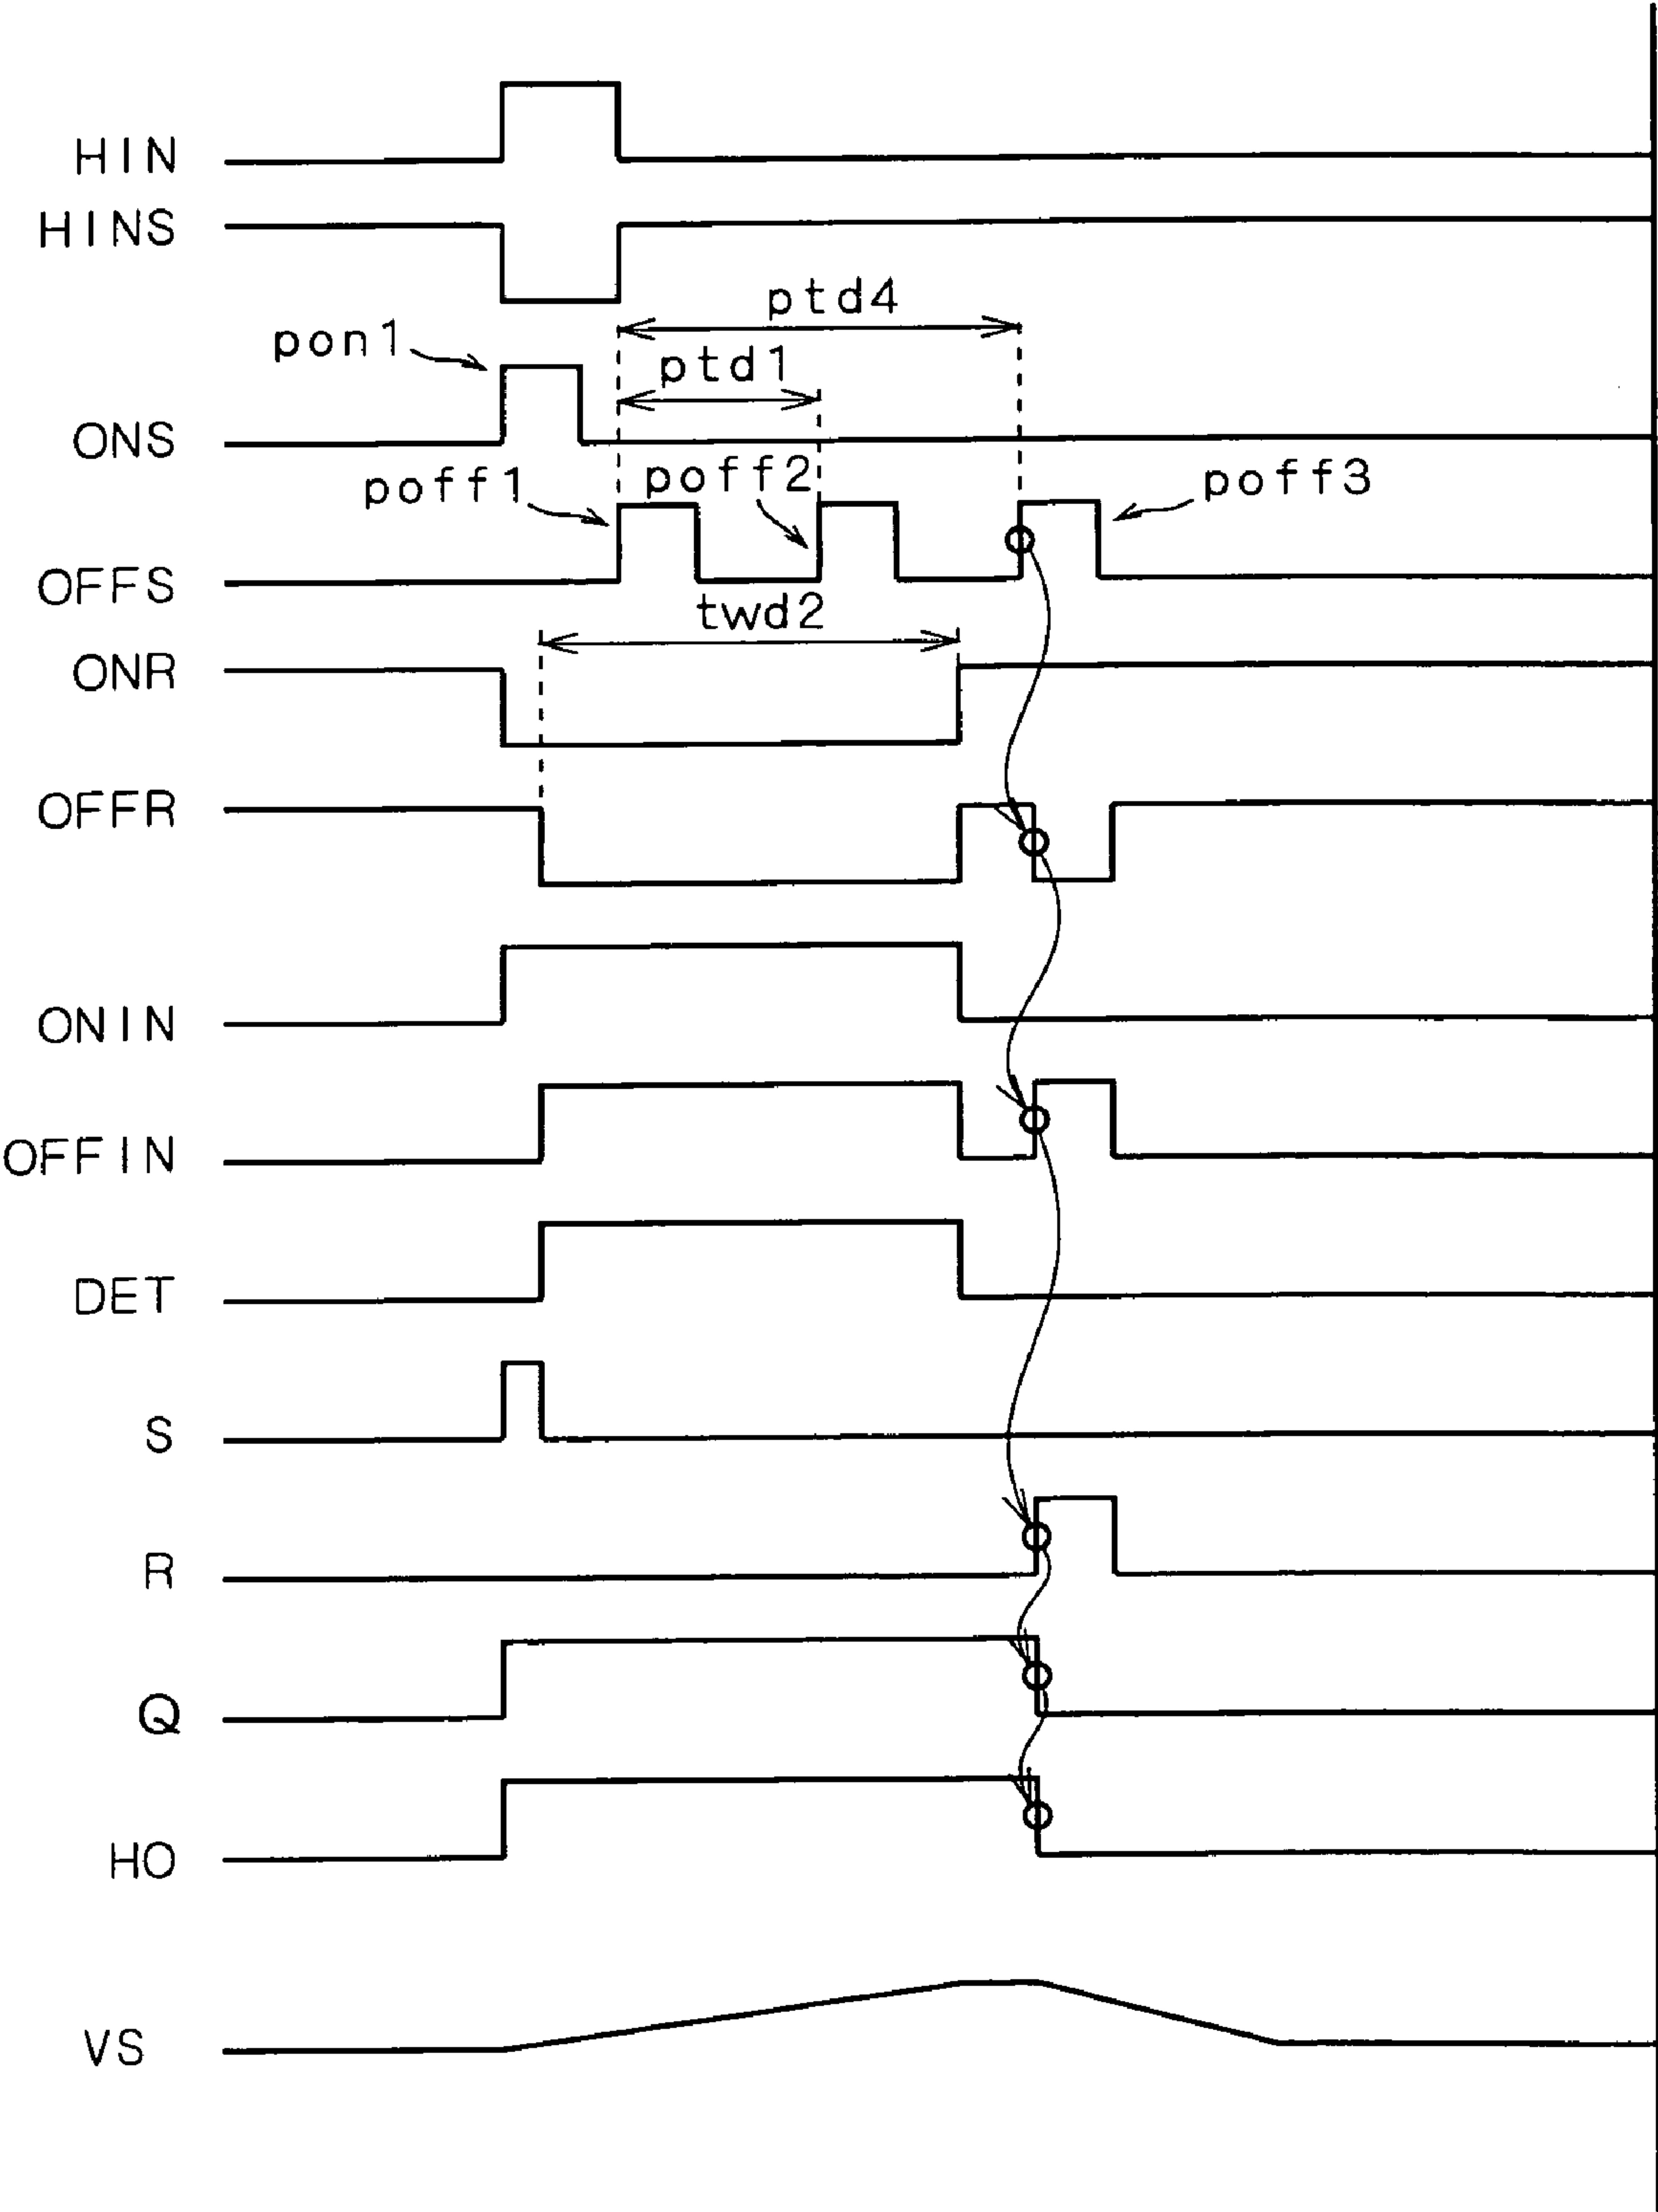 HIN
HINS
ptd4
pon1
ptd1
ONS
poff1
poff2
poff3
OFFS
twd2
ONR
OFFR
ONIN
OFFIN
DET
S
R
Q
HO
VS